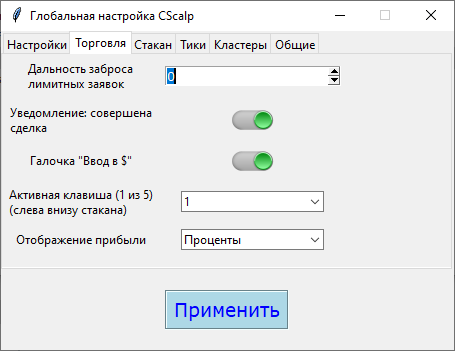 Глобальная настройка CScalp
Настройки Торговля Стакан Тики Кластеры Общие
Дальность заброса
лимитных заявок
0
Уведомление: совершена
сделка
Галочка "Ввод в $"
Активная клавиша (1 из 5)
(слева внизу стакана)
1
Отображение прибыли
Проценты
Применить